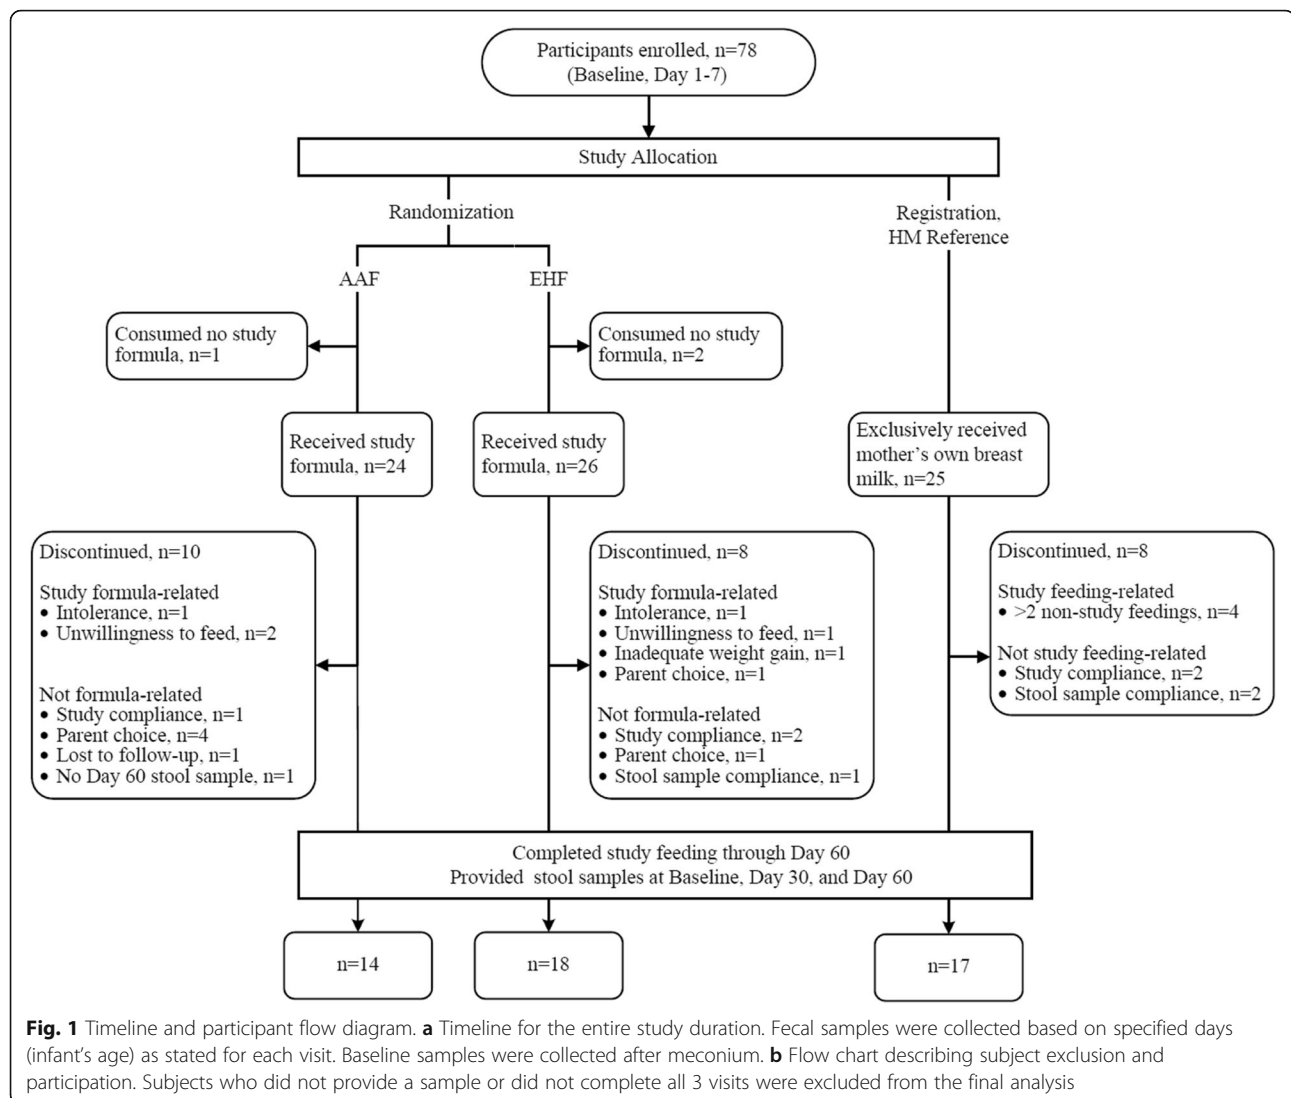 Participants enrolled, n=78
(Baseline, Day 1-7)
Study Allocation
Randomization
Registration,
HM Reference
AAF
EHF
Consumed no study
formula, n=1
Consumed no study
formula, n=2
Received study
formula, n=24
Received study
formula, n=26
Exclusively received
mother's own breast
milk, n=25
Discontinued, n=10
Study formula-related
• Intolerance, n=1
• Unwillingness to feed, n=2
Not formula-related
• Study compliance, n=1
• Parent choice, n=4
• Lost to follow-up, n=1
• No Day 60 stool sample, n=1
Discontinued, n=8
Study formula-related
• Intolerance, n=1
• Unwillingness to feed, n=1
• Inadequate weight gain, n=1
• Parent choice, n=1
Not formula-related
• Study compliance, n=2
• Parent choice, n=1
• Stool sample compliance, n=1
Discontinued, n=8
Study feeding-related
• >2 non-study feedings, n=4
Not study feeding-related
• Study compliance, n=2
• Stool sample compliance, n=2
Completed study feeding through Day 60
Provided stool samples at Baseline, Day 30, and Day 60
n=14
n=18
n=17
Fig. 1 Timeline and participant flow diagram. a Timeline for the entire study duration. Fecal samples were collected based on specified days
(infant's age) as stated for each visit. Baseline samples were collected after meconium. b Flow chart describing subject exclusion and
participation. Subjects who did not provide a sample or did not complete all 3 visits were excluded from the final analysis